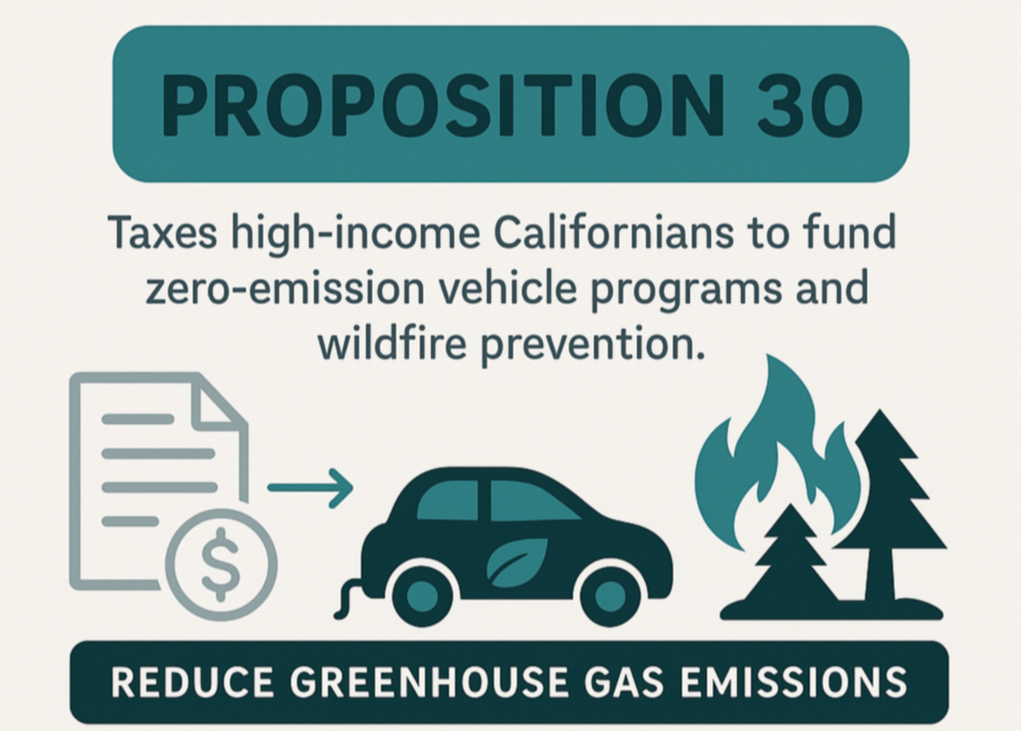 PROPOSITION 30
Taxes high-income Californians to fund
zero-emission vehicle programs and
wildfire prevention.
$
REDUCE GREENHOUSE GAS EMISSIONS